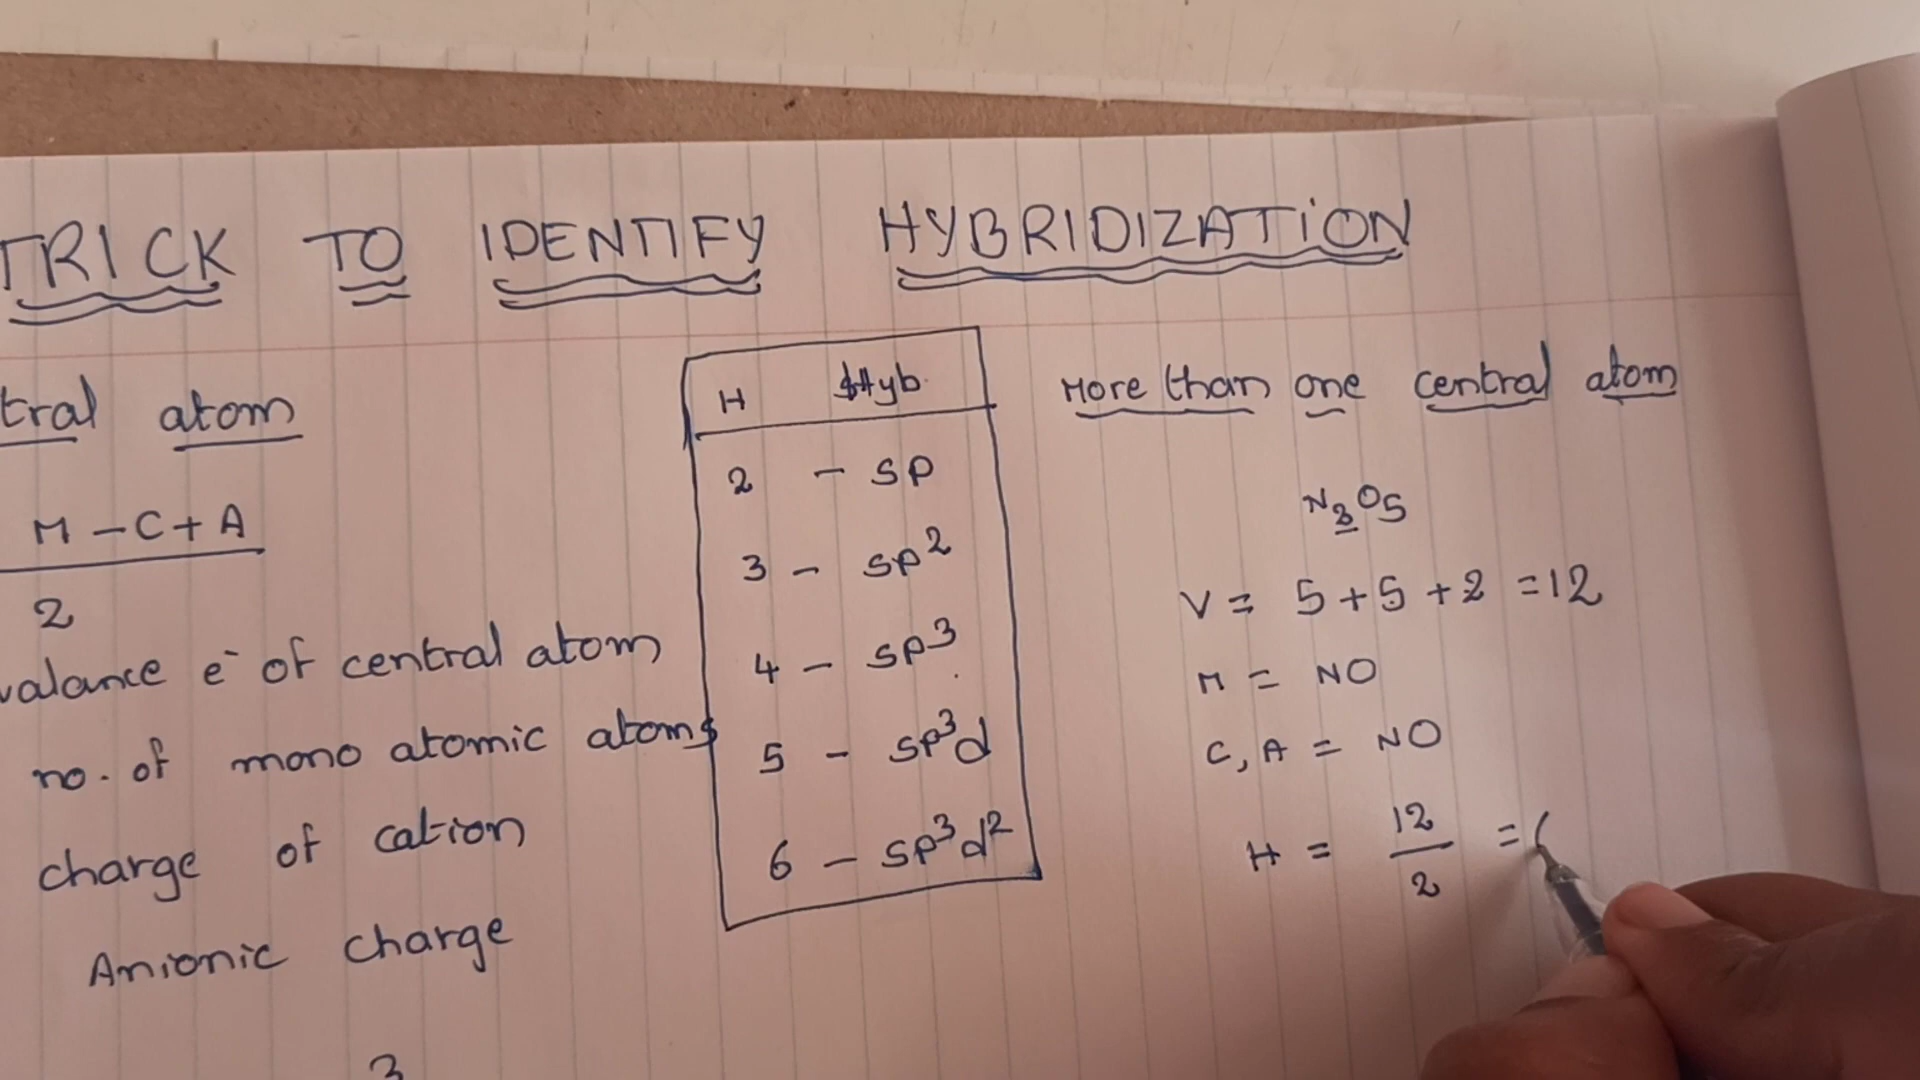 TRICK TO IDENTIFY HYBRIDIZATION
tral atom
M - C + A
2
valance e⁻ of central atom
no. of mono atomic atoms
charge of cation
Anionic charge
3
H Hyb
2 - sp
3 - sp²
4 - sp³
5 - sp³d
6 - sp³d²
More than one central atom
V = 5 + 5 + 2 = 12
M = NO
C, A = NO
H = 12/2 =